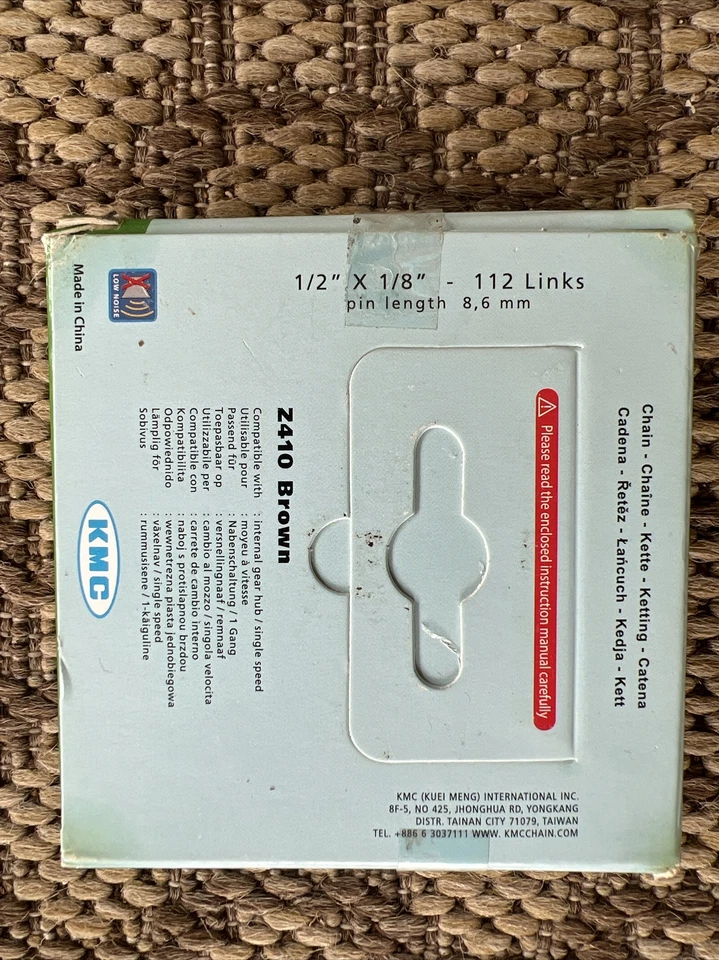 Chain - Chaîne - Kette - Ketting - Catena
Cadena - Řetěz - Łańcuch - Kedja - Kett
Please read the enclosed instruction manual carefully
1/2” X 1/8” - 112 Links
pin length 8,6 mm
Z410 Brown
Compatible with : internal gear hub / single speed
Utilisable pour : moyeu à vitesse
Passend für : Nabenschaltung / 1 Gang
Toepasbaar op : versnellingnaaf / remnaaf
Utilizzabile per : cambio al mozzo / singola velocita
Compatible con : carrete de cambio interno
Kompatibilita : naboj s protislapnou brzdou
Odpowiednido : wewnetrezna piasta jednobiegowa
Lämplig för : växelnav / single speed
Sobivus : rummusisene / 1-käiguline
LOW NOISE
Made in China
KMC
KMC (KUEI MENG) INTERNATIONAL INC.
8F-5, NO 425, JHONGHUA RD, YONGKANG
DISTR. TAINAN CITY 71079, TAIWAN
TEL. +886 6 3037111 WWW. KMCCHAIN.COM